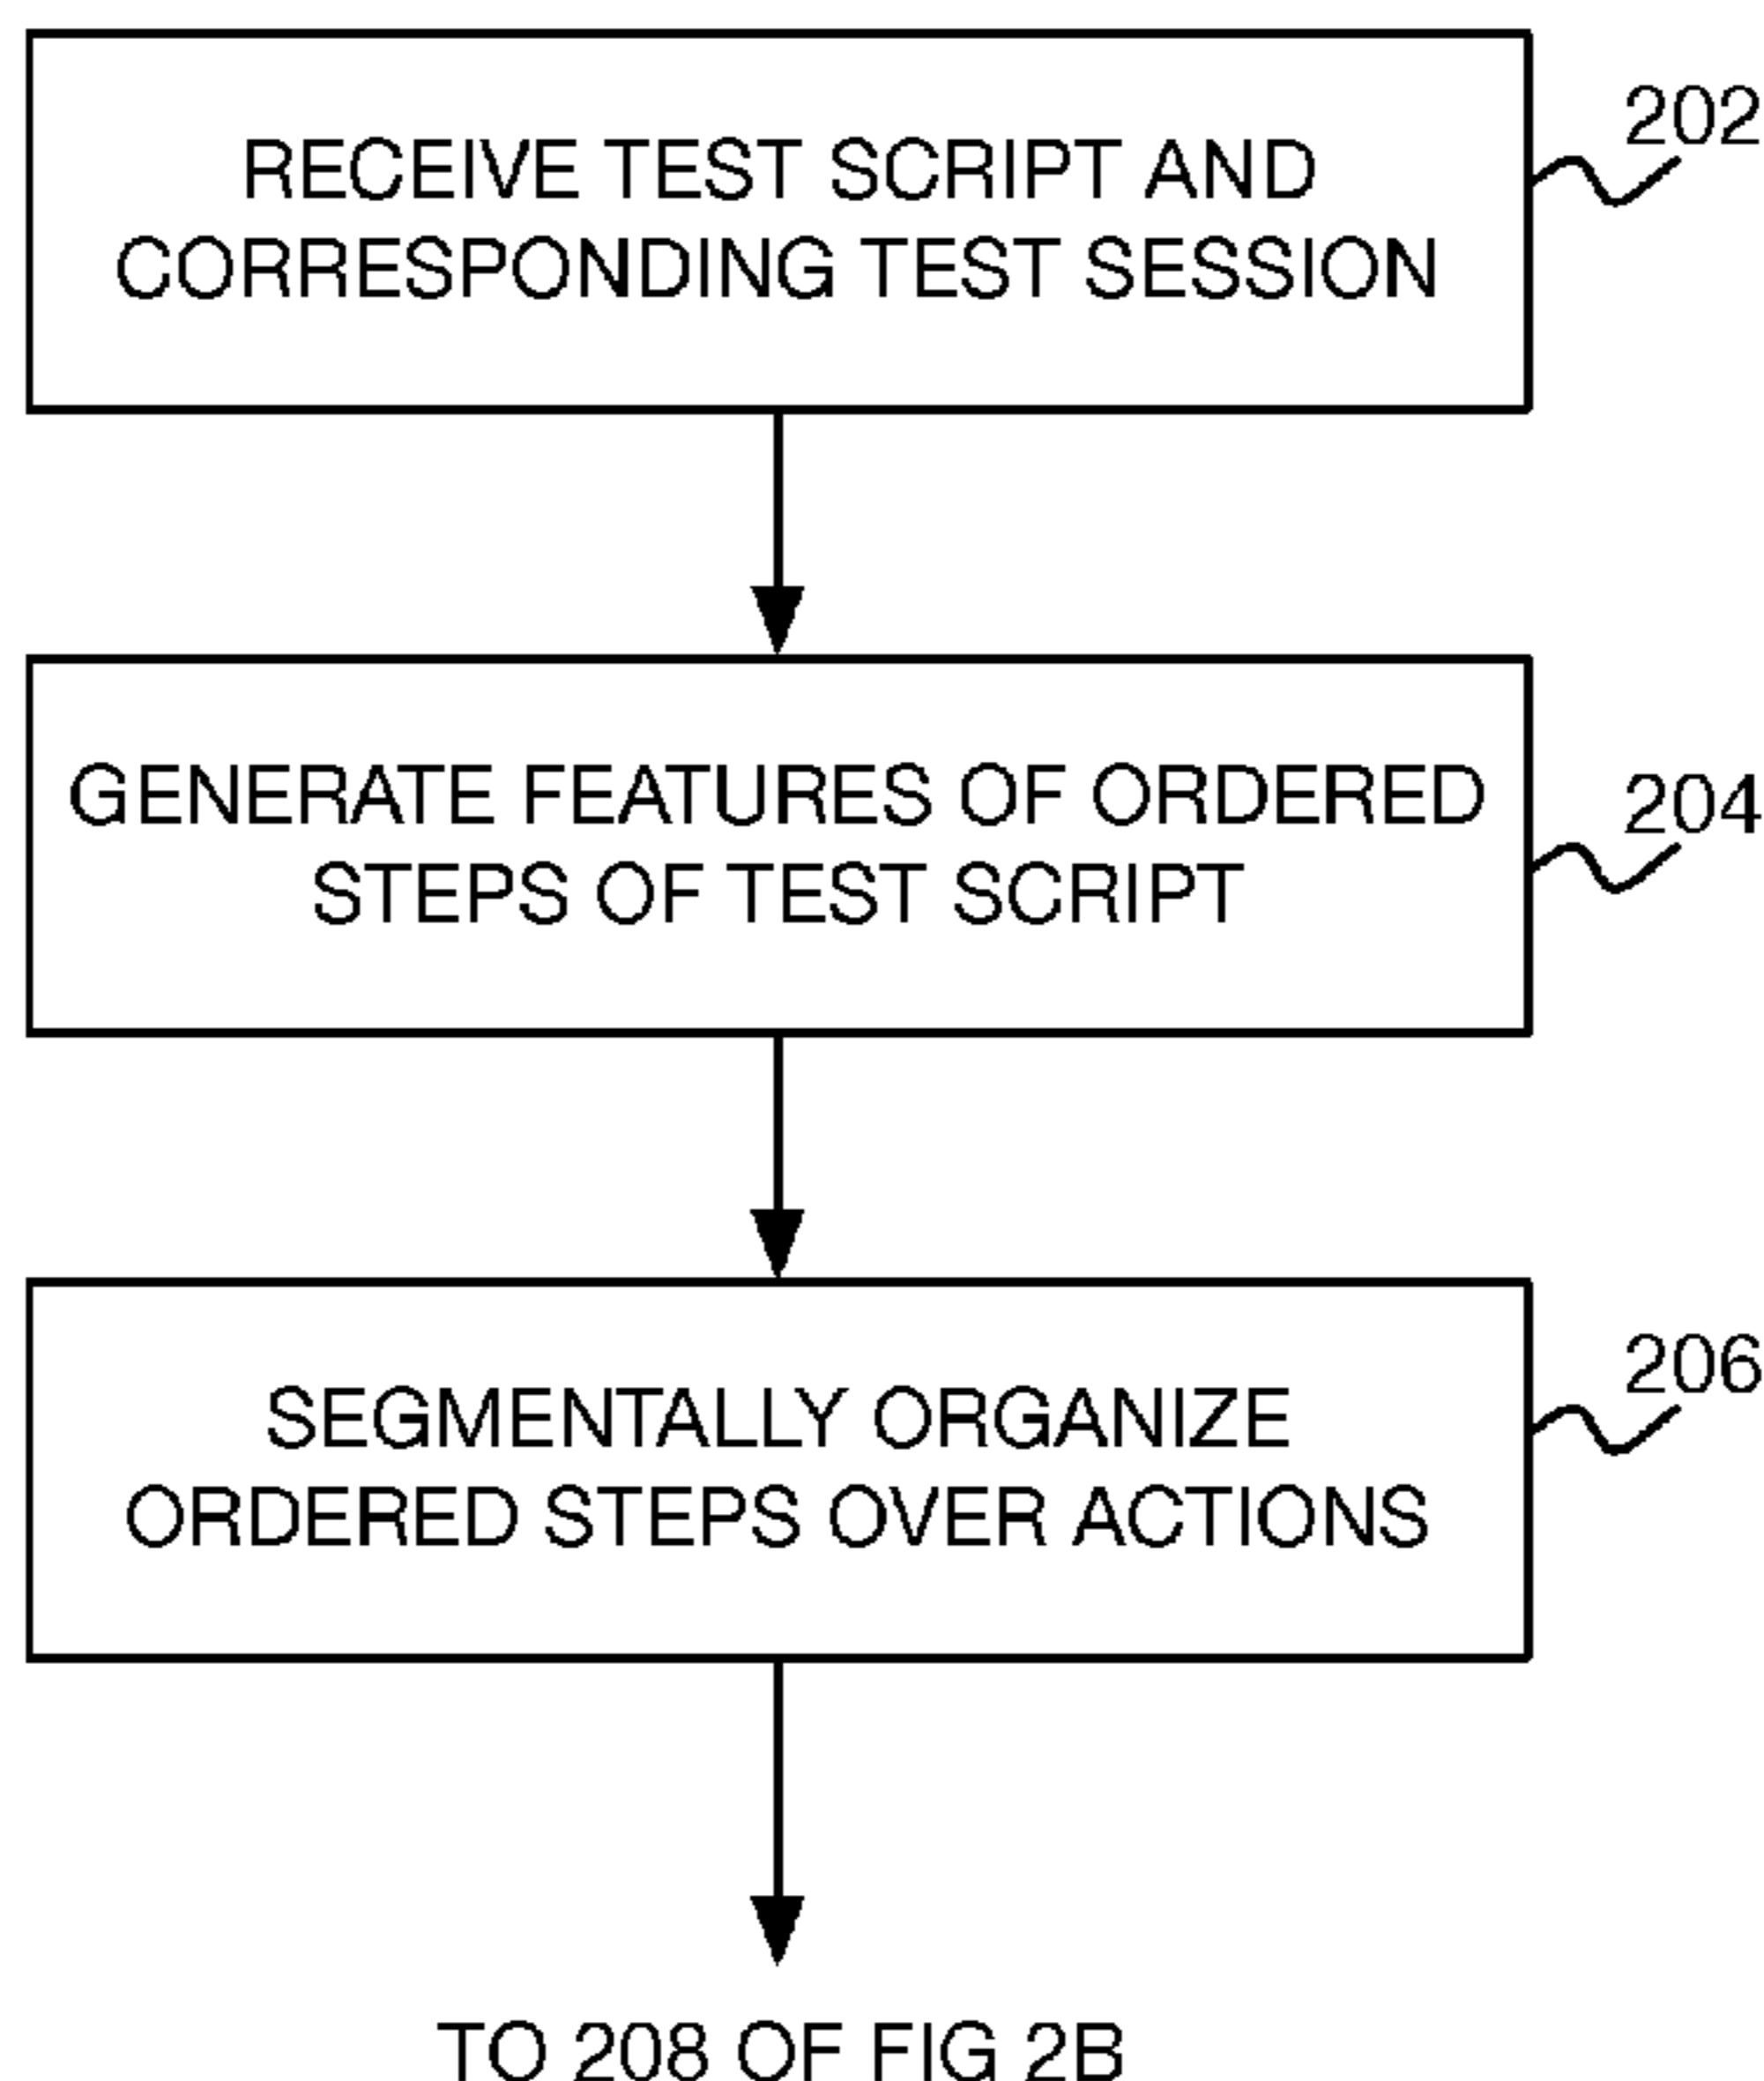 RECEIVE TEST SCRIPT AND
CORRESPONDING TEST SESSION
202
GENERATE FEATURES OF ORDERED
STEPS OF TEST SCRIPT
204
SEGMENTALLY ORGANIZE
ORDERED STEPS OVER ACTIONS
206
TO 208 OF FIG 2B